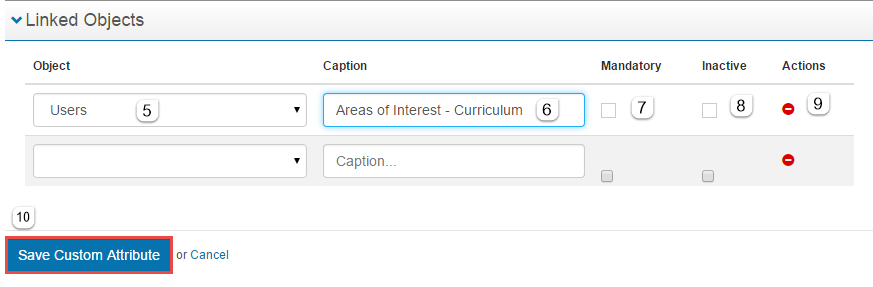 Linked Objects
Object Caption Mandatory Inactive Actions
Users 5 Areas of Interest - Curriculum 6 7 8 9
Caption...
10
Save Custom Attribute or Cancel